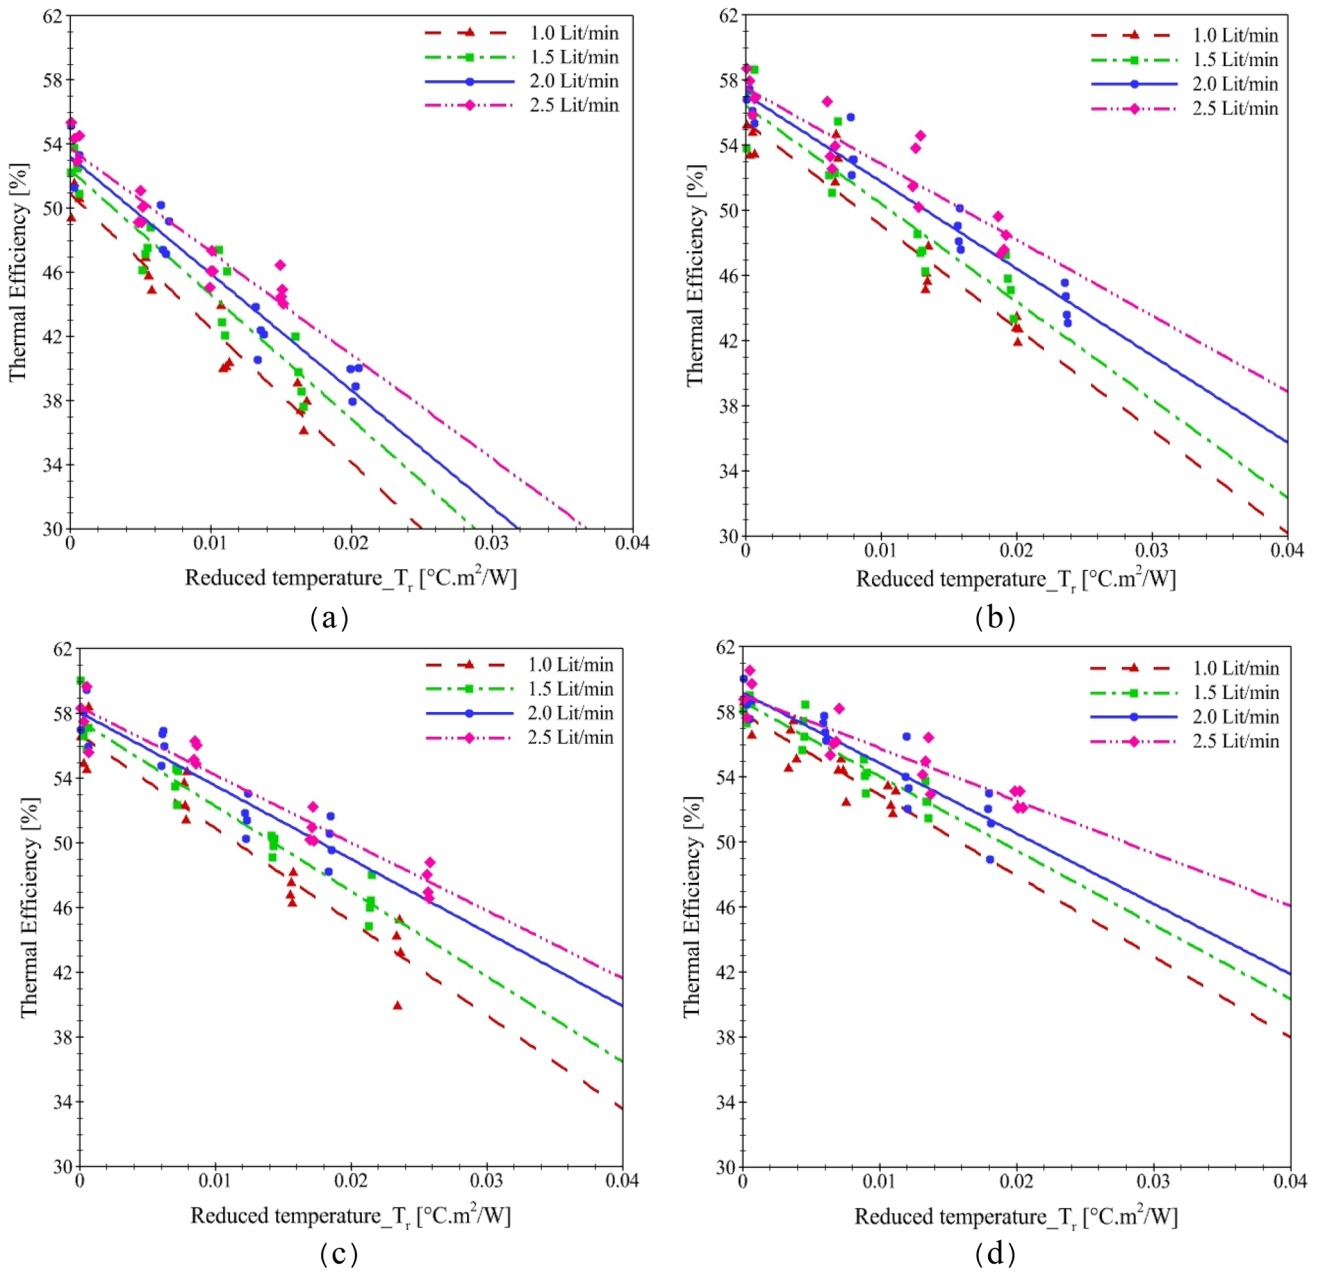 62
58
54
50
46
42
38
34
30
Thermal Efficiency [%]
1.0 Lit/min
1.5 Lit/min
2.0 Lit/min
2.5 Lit/min
0 0.01 0.02 0.03 0.04
Reduced temperature_Tr [°C.m²/W]
(a)
62
58
54
50
46
42
38
34
30
Thermal Efficiency [%]
1.0 Lit/min
1.5 Lit/min
2.0 Lit/min
2.5 Lit/min
0 0.01 0.02 0.03 0.04
Reduced temperature_Tr [°C.m²/W]
(b)
62
58
54
50
46
42
38
34
30
Thermal Efficiency [%]
1.0 Lit/min
1.5 Lit/min
2.0 Lit/min
2.5 Lit/min
0 0.01 0.02 0.03 0.04
Reduced temperature_Tr [°C.m²/W]
(c)
62
58
54
50
46
42
38
34
30
Thermal Efficiency [%]
1.0 Lit/min
1.5 Lit/min
2.0 Lit/min
2.5 Lit/min
0 0.01 0.02 0.03 0.04
Reduced temperature_Tr [°C.m²/W]
(d)